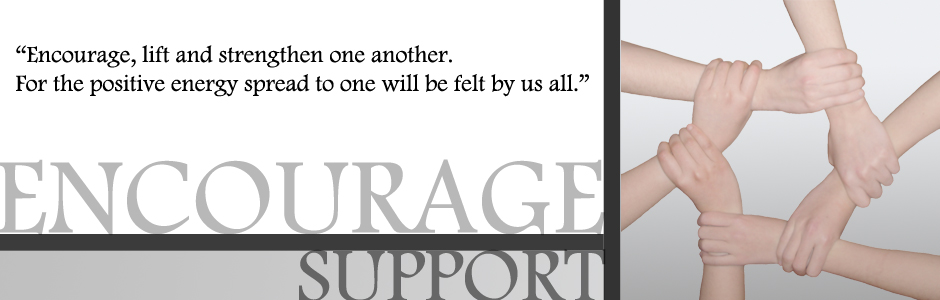 “Encourage, lift and strengthen one another.
For the positive energy spread to one will be felt by us all.”
ENCOURAGE
SUPPORT